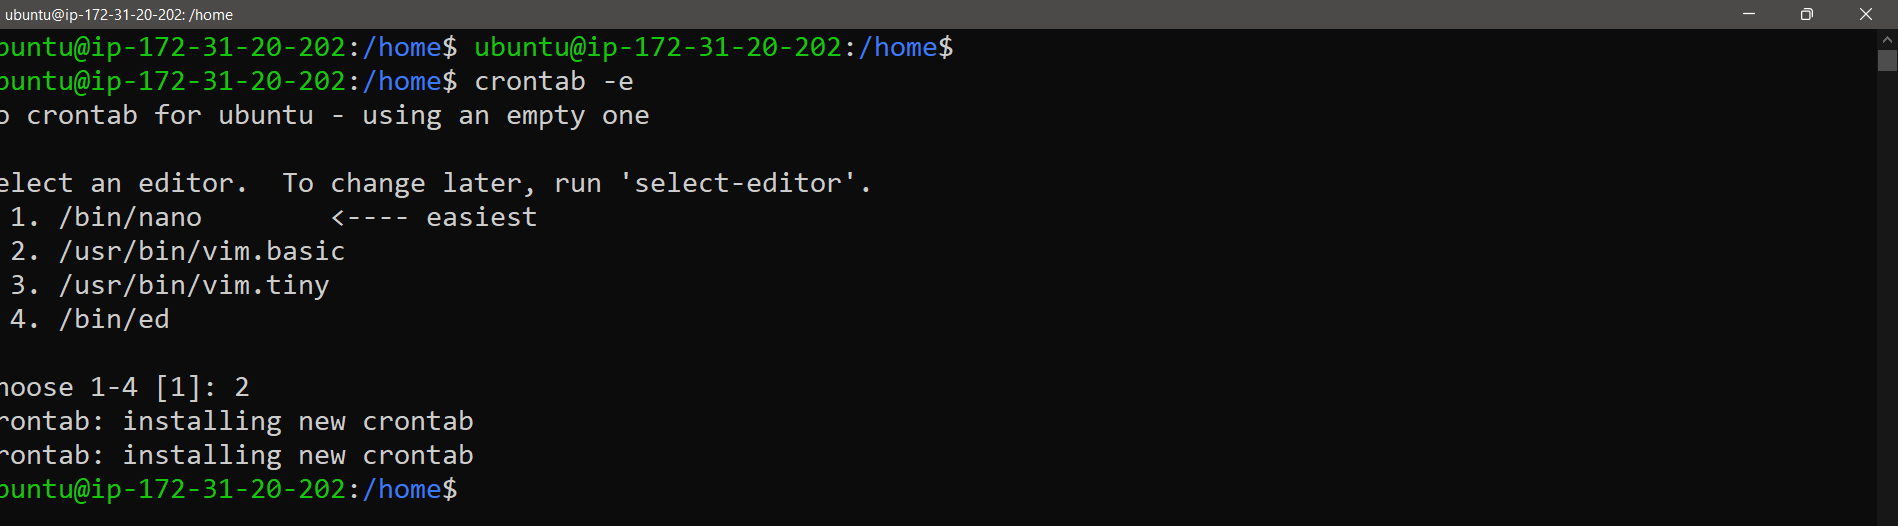 ubuntu@ip-172-31-20-202: /home
buntu@ip-172-31-20-202:/home$ ubuntu@ip-172-31-20-202:/home$
buntu@ip-172-31-20-202:/home$ crontab -e
o crontab for ubuntu - using an empty one
elect an editor.  To change later, run 'select-editor'.
1. /bin/nano        <---- easiest
2. /usr/bin/vim.basic
3. /usr/bin/vim.tiny
4. /bin/ed
hoose 1-4 [1]: 2
rontab: installing new crontab
rontab: installing new crontab
buntu@ip-172-31-20-202:/home$